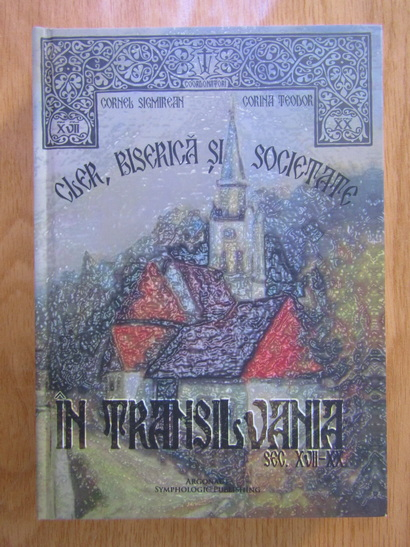 COORDONATORI
CORNEL SIGMIREAN
CORINA TEODOR
XVII
XX
CLER, BISERICĂ ȘI SOCIETATE
ÎN TRANSILVANIA
SEC. XVII-XX
ARGONAUT
SYMPHOLOGIC PUBLISHING